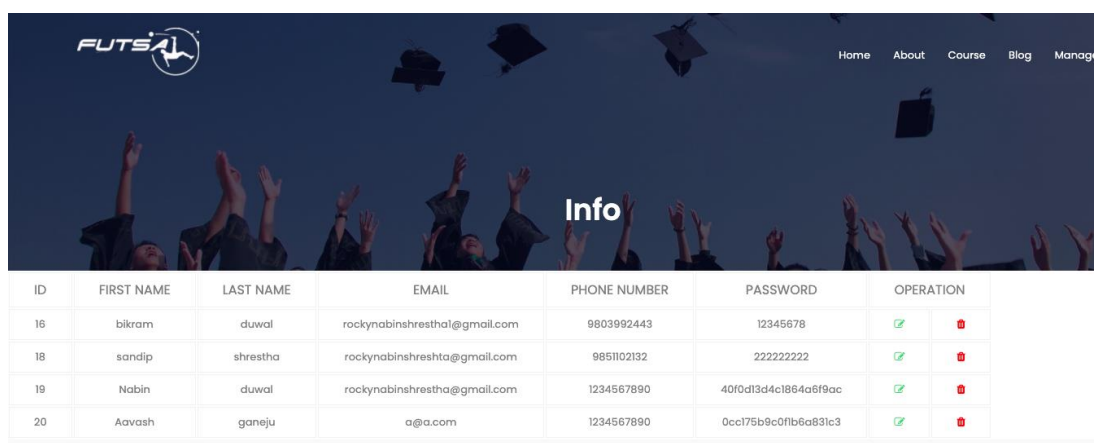 FUTSAL
Home About Course Blog Manage
Info
ID FIRST NAME LAST NAME EMAIL PHONE NUMBER PASSWORD OPERATION
16 bikram duwal rockynabinshrestha1@gmail.com 9803992443 12345678
18 sandip shrestha rockynabinshreshta@gmail.com 9851102132 222222222
19 Nabin duwal rockynabinshrestha@gmail.com 1234567890 40f0d13d4c1864a6f9ac
20 Aavash ganeju a@a.com 1234567890 0cc175b9c0f1b6a831c3